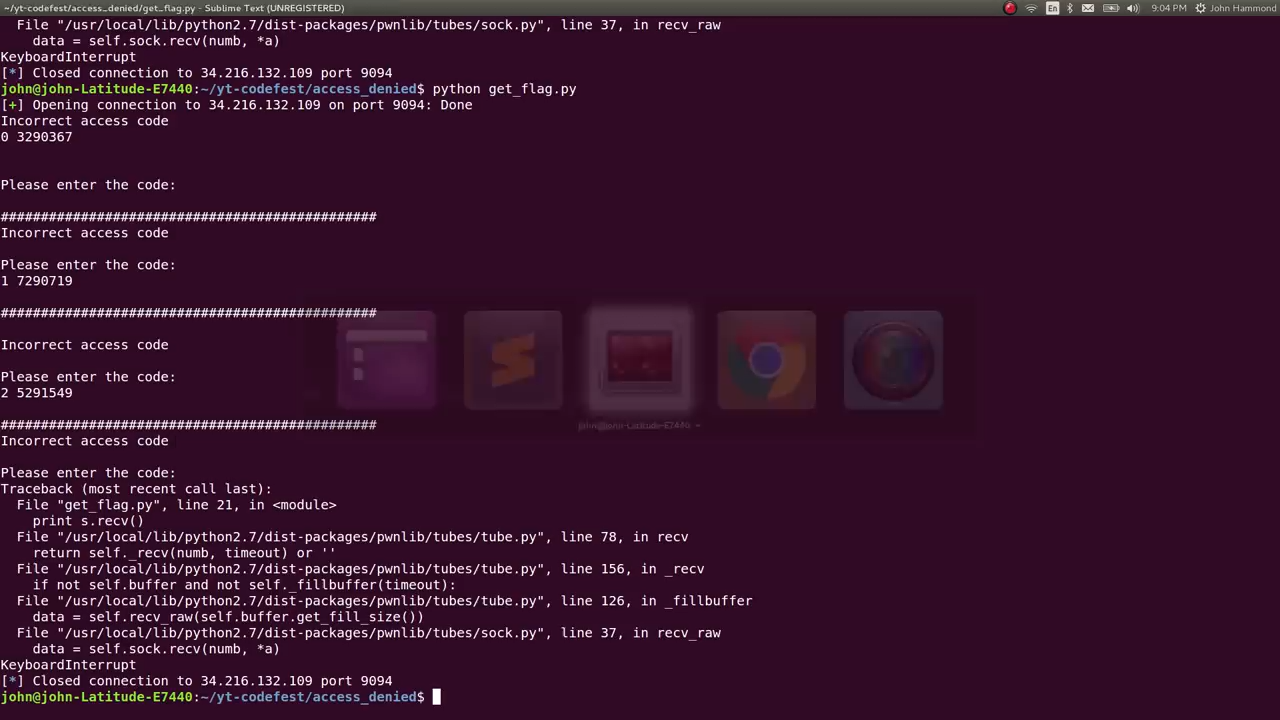 ~/yt-codefest/access_denied/get_flag.py - Sublime Text (UNREGISTERED)
En
9:04 PM
John Hammond
File "/usr/local/lib/python2.7/dist-packages/pwnlib/tubes/sock.py", line 37, in recv_raw
data = self.sock.recv(numb, *a)
KeyboardInterrupt
[*] Closed connection to 34.216.132.109 port 9094
john@john-Latitude-E7440:~/yt-codefest/access_denied$ python get_flag.py
[+] Opening connection to 34.216.132.109 on port 9094: Done
Incorrect access code
0 3290367
Please enter the code:
###############################################
Incorrect access code
Please enter the code:
1 7290719
###############################################
Incorrect access code
Please enter the code:
2 5291549
###############################################
Incorrect access code
john@john-Latitude-E7440
Please enter the code:
Traceback (most recent call last):
File "get_flag.py", line 21, in <module>
print s.recv()
File "/usr/local/lib/python2.7/dist-packages/pwnlib/tubes/tube.py", line 78, in recv
return self._recv(numb, timeout) or ''
File "/usr/local/lib/python2.7/dist-packages/pwnlib/tubes/tube.py", line 156, in _recv
if not self.buffer and not self._fillbuffer(timeout):
File "/usr/local/lib/python2.7/dist-packages/pwnlib/tubes/tube.py", line 126, in _fillbuffer
data = self.recv_raw(self.buffer.get_fill_size())
File "/usr/local/lib/python2.7/dist-packages/pwnlib/tubes/sock.py", line 37, in recv_raw
data = self.sock.recv(numb, *a)
KeyboardInterrupt
[*] Closed connection to 34.216.132.109 port 9094
john@john-Latitude-E7440:~/yt-codefest/access_denied$